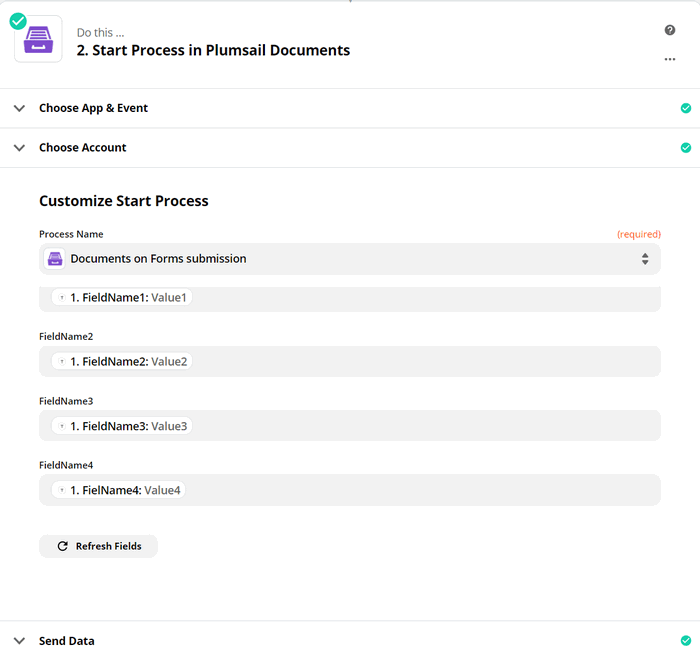 Do this ...
2. Start Process in Plumsail Documents
Choose App & Event
Choose Account
Customize Start Process
Process Name (required)
Documents on Forms submission
1. FieldName1: Value1
FieldName2
1. FieldName2: Value2
FieldName3
1. FieldName3: Value3
FieldName4
1. FielName4: Value4
Refresh Fields
Send Data